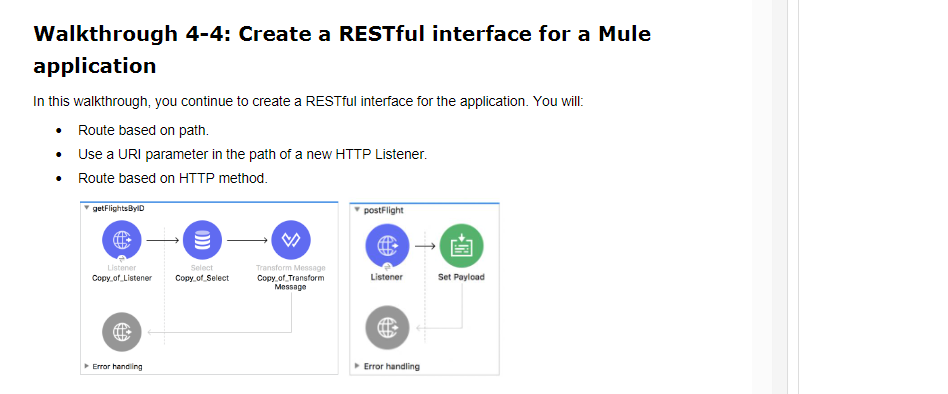 Walkthrough 4-4: Create a RESTful interface for a Mule
application
In this walkthrough, you continue to create a RESTful interface for the application. You will:
• Route based on path.
• Use a URI parameter in the path of a new HTTP Listener.
• Route based on HTTP method.
getFlightsByID
Listener
Copy_of_Listener
Select
Copy_of_Select
Transform Message
Copy_of_Transform
Message
Error handling
postFlight
Listener
Set Payload
Error handling